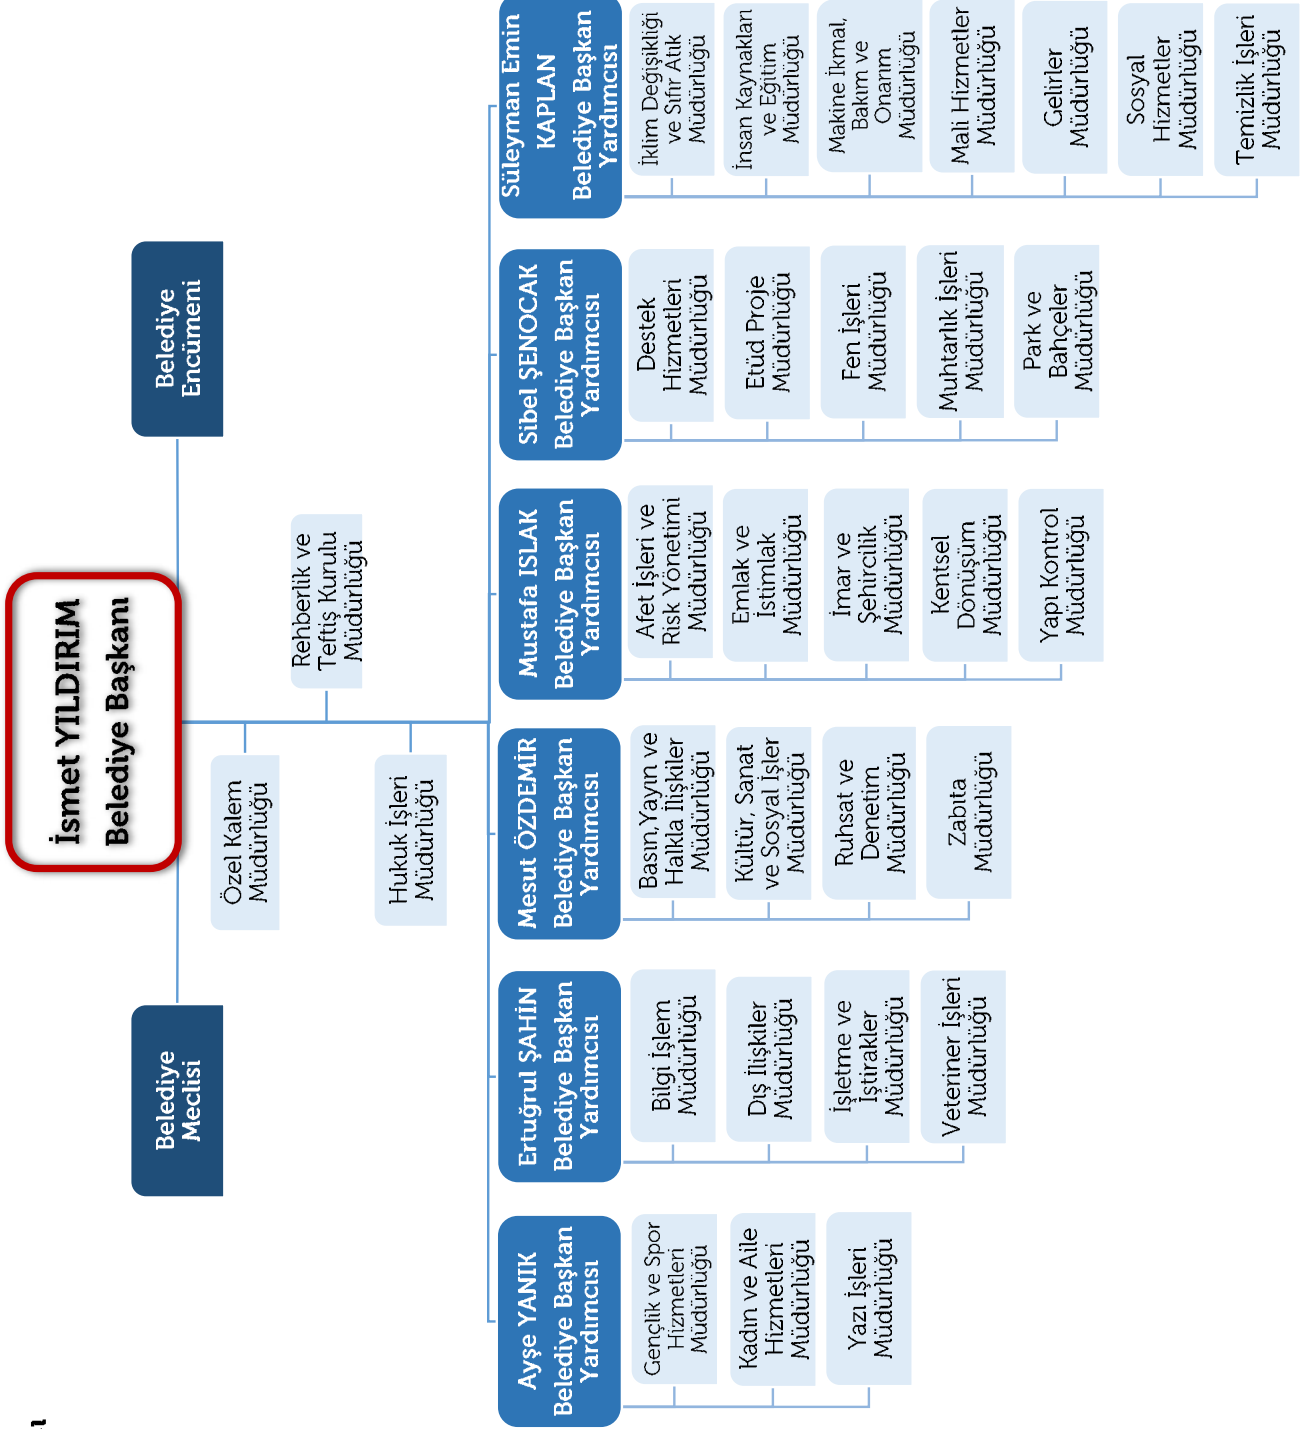 İsmet YILDIRIM
Belediye Başkanı
Belediye
Meclisi
Belediye
Encümeni
Özel Kalem
Müdürlüğü
Rehberlik ve
Teftiş Kurulu
Müdürlüğü
Hukuk İşleri
Müdürlüğü
Ayşe YANIK
Belediye Başkan
Yardımcısı
Gençlik ve Spor
Hizmetleri
Müdürlüğü
Kadın ve Aile
Hizmetleri
Müdürlüğü
Yazı İşleri
Müdürlüğü
Ertuğrul ŞAHİN
Belediye Başkan
Yardımcısı
Bilgi İşlem
Müdürlüğü
Dış İlişkiler
Müdürlüğü
İşletme ve
İştirakler
Müdürlüğü
Veteriner İşleri
Müdürlüğü
Mesut ÖZDEMİR
Belediye Başkan
Yardımcısı
Basın,Yayın ve
Halkla İlişkiler
Müdürlüğü
Kültür, Sanat
ve Sosyal İşler
Müdürlüğü
Ruhsat ve
Denetim
Müdürlüğü
Zabıta
Müdürlüğü
Mustafa ISLAK
Belediye Başkan
Yardımcısı
Afet İşleri ve
Risk Yönetimi
Müdürlüğü
Emlak ve
İstimlak
Müdürlüğü
İmar ve
Şehircilik
Müdürlüğü
Kentsel
Dönüşüm
Müdürlüğü
Yapı Kontrol
Müdürlüğü
Sibel ŞENOCAK
Belediye Başkan
Yardımcısı
Destek
Hizmetleri
Müdürlüğü
Etüd Proje
Müdürlüğü
Fen İşleri
Müdürlüğü
Muhtarlık İşleri
Müdürlüğü
Park ve
Bahçeler
Müdürlüğü
Süleyman Emin
KAPLAN
Belediye Başkan
Yardımcısı
İklim Değişikliği
ve Sıfır Atık
Müdürlüğü
İnsan Kaynakları
ve Eğitim
Müdürlüğü
Makine İkmal,
Bakım ve
Onarım
Müdürlüğü
Mali Hizmetler
Müdürlüğü
Gelirler
Müdürlüğü
Sosyal
Hizmetler
Müdürlüğü
Temizlik İşleri
Müdürlüğü